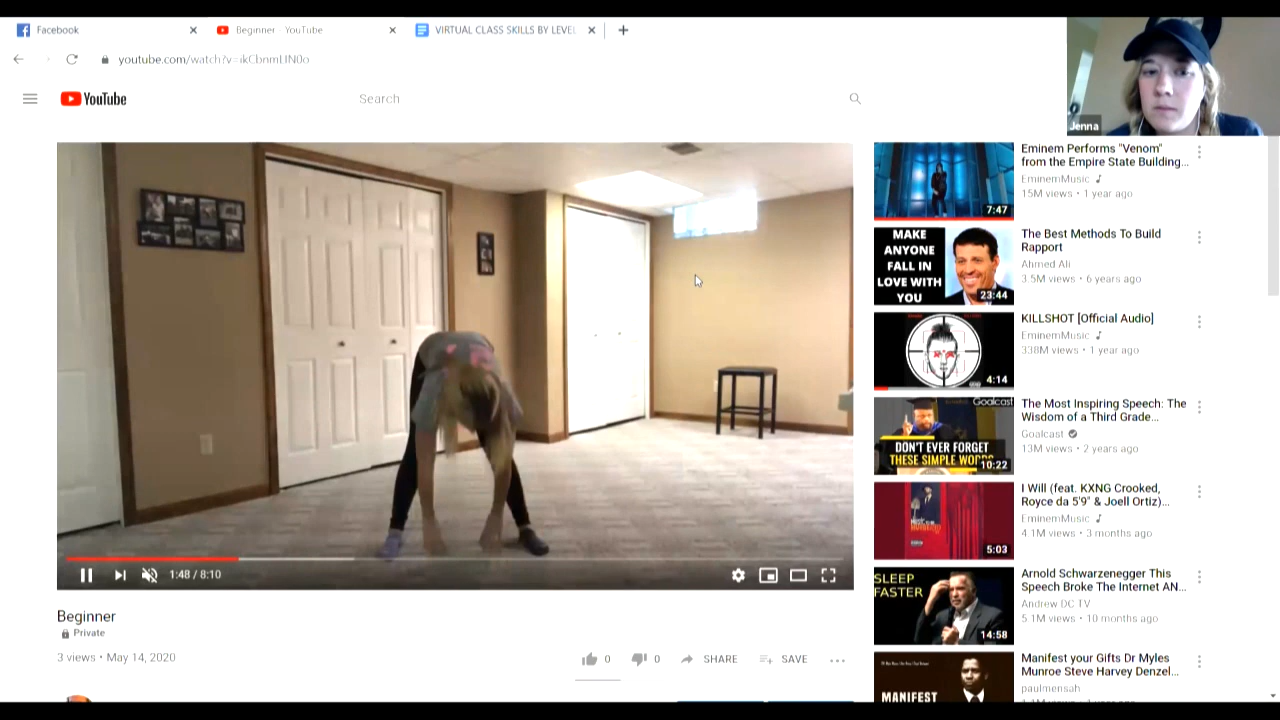 Facebook
Beginner - YouTube
VIRTUAL CLASS SKILLS BY LEVEL
Jenna
YouTube
Search
Eminem Performs "Venom"
from the Empire State Building...
EminemMusic ♪
15M views • 1 year ago
7:47
MAKE
ANYONE
FALL IN
LOVE WITH
YOU
23:44
The Best Methods To Build
Rapport
Ahmed Ali
3.5M views • 6 years ago
KILLSHOT [Official Audio]
EminemMusic ♪
338M views • 1 year ago
4:14
Goalcast
DON'T EVER FORGET
THESE SIMPLE WORDS
10:22
The Most Inspiring Speech: The
Wisdom of a Third Grade...
Goalcast
13M views • 2 years ago
I Will (feat. KXNG Crooked,
Royce da 5'9" & Joell Ortiz)...
EminemMusic ♪
4.1M views • 3 months ago
5:03
SLEEP
FASTER
14:58
Arnold Schwarzenegger This
Speech Broke The Internet AN...
Andrew DC TV
5.1M views • 10 months ago
MANIFEST
Manifest your Gifts Dr Myles
Munroe Steve Harvey Denzel...
paulmensah
1:48 / 8:10
Beginner
Private
3 views • May 14, 2020
0
0
SHARE
SAVE